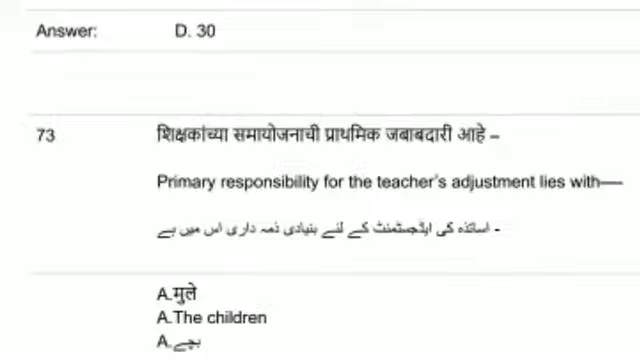 Answer: D. 30
73 शिक्षकांच्या समायोजनाची प्राथमिक जबाबदारी आहे –
Primary responsibility for the teacher's adjustment lies with—–
اساتذہ کی ایڈجسٹمنٹ کے لئے بنیادی ذمہ داری اس میں ہے -
A.मुले
A.The children
A.بچے